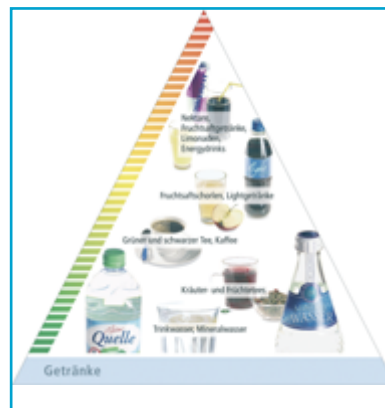 Nektare,
Fruchtsaftgetränke,
Limonaden,
Energydrinks
Fruchtsaftschorlen, Lightgetränke
Grüner und schwarzer Tee, Kaffee
Kräuter- und Früchtetees
Trinkwasser, Mineralwasser
Quelle
Getränke